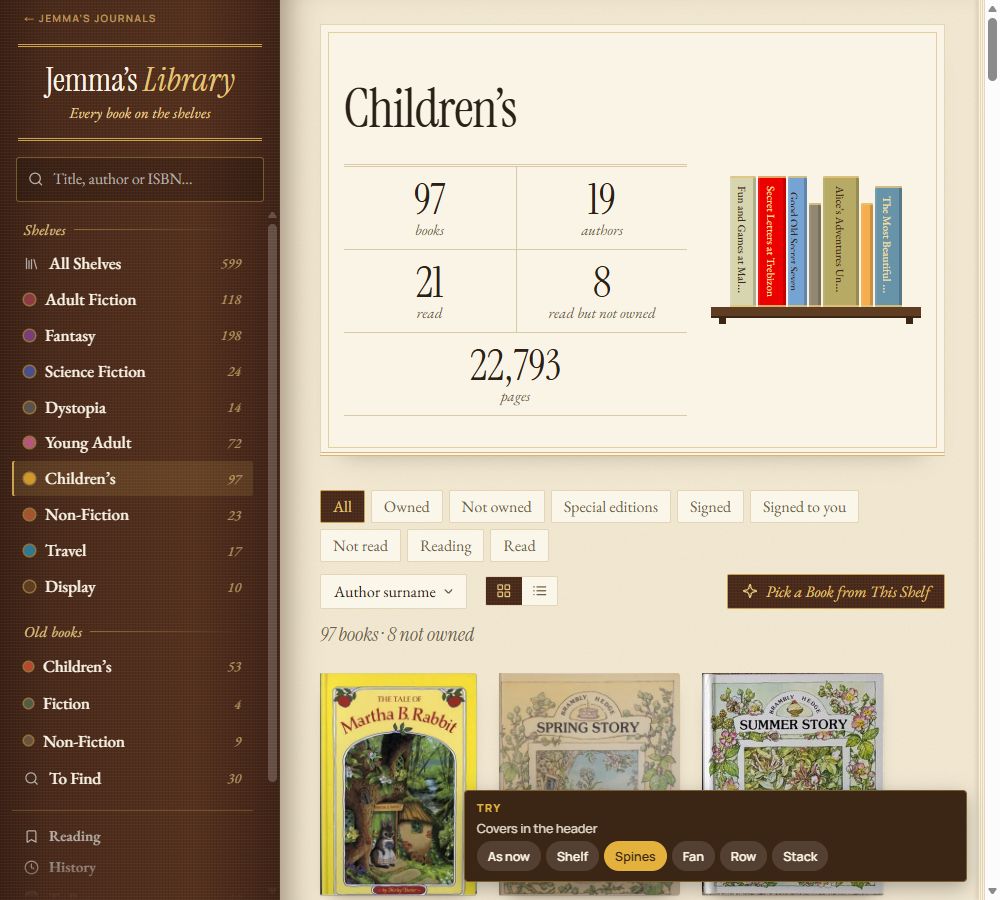 ← JEMMA'S JOURNALS
Jemma's Library
Every book on the shelves
Title, author or ISBN...
Shelves
All Shelves 599
Adult Fiction 118
Fantasy 198
Science Fiction 24
Dystopia 14
Young Adult 72
Children's 97
Non-Fiction 23
Travel 17
Display 10
Old books
Children's 53
Fiction 4
Non-Fiction 9
To Find 30
Reading
History
Children's
97
books
19
authors
21
read
8
read but not owned
22,793
pages
Fun and Games at Mal...
Secret Letters at Trebizon
Good Old Secret Seven
Alice's Adventures Un...
The Most Beautiful ...
All Owned Not owned Special editions Signed Signed to you
Not read Reading Read
Author surname
Pick a Book from This Shelf
97 books · 8 not owned
THE TALE OF
Martha B. Rabbit
by Shirley Barber
BRAMBLY HEDGE
SPRING STORY
BRAMBLY HEDGE
SUMMER STORY
TRY
Covers in the header
As now Shelf Spines Fan Row Stack